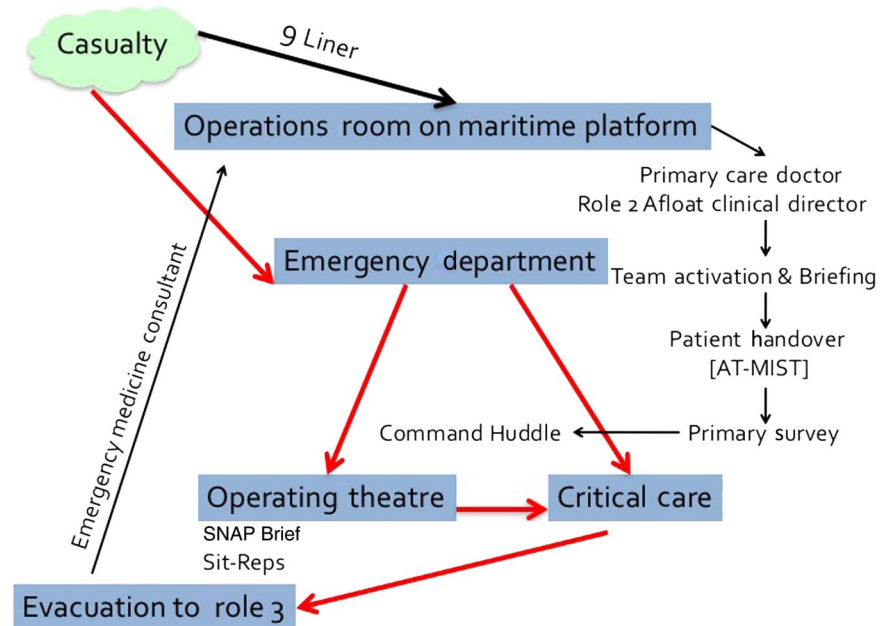 Casualty
9 Liner
Operations room on maritime platform
Primary care doctor
Role 2 Afloat clinical director
Emergency department
Team activation & Briefing
Patient handover
[AT-MIST]
Command Huddle
Primary survey
Emergency medicine consultant
Operating theatre
Critical care
SNAP Brief
Sit-Reps
Evacuation to role 3